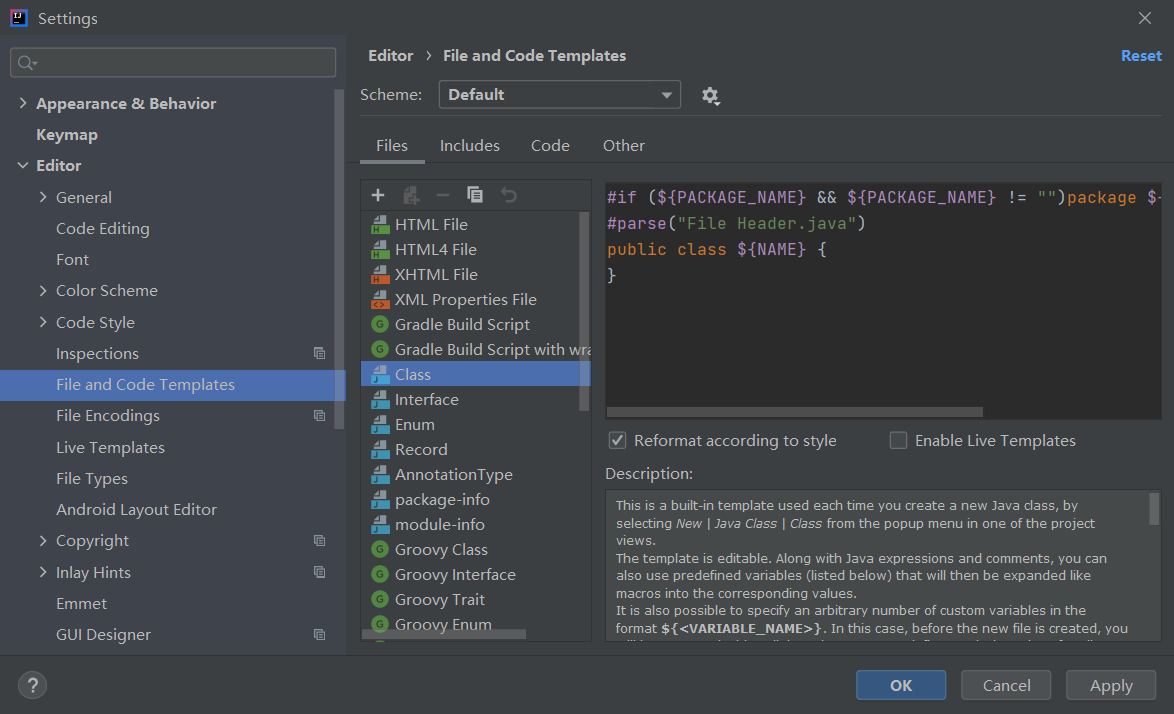 Settings
Appearance & Behavior
Keymap
Editor
General
Code Editing
Font
Color Scheme
Code Style
Inspections
File and Code Templates
File Encodings
Live Templates
File Types
Android Layout Editor
Copyright
Inlay Hints
Emmet
GUI Designer
Editor › File and Code Templates
Reset
Scheme: Default
Files Includes Code Other
HTML File
HTML4 File
XHTML File
XML Properties File
Gradle Build Script
Gradle Build Script with wra
Class
Interface
Enum
Record
AnnotationType
package-info
module-info
Groovy Class
Groovy Interface
Groovy Trait
Groovy Enum
#if (${PACKAGE_NAME} && ${PACKAGE_NAME} != "")package $
#parse("File Header.java")
public class ${NAME} {
}
Reformat according to style
Enable Live Templates
Description:
This is a built-in template used each time you create a new Java class, by
selecting New | Java Class | Class from the popup menu in one of the project
views.
The template is editable. Along with Java expressions and comments, you can
also use predefined variables (listed below) that will then be expanded like
macros into the corresponding values.
It is also possible to specify an arbitrary number of custom variables in the
format ${<VARIABLE_NAME>}. In this case, before the new file is created, you
?
OK
Cancel
Apply